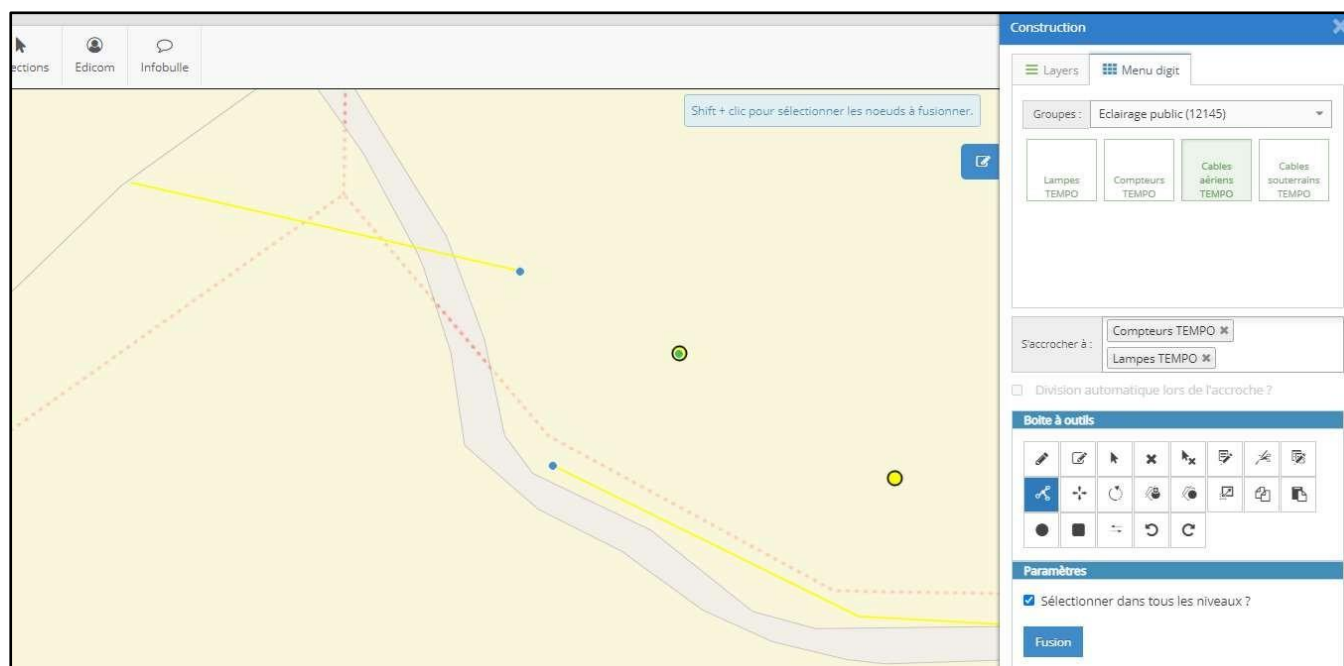 Construction
ections
Edicom
Infobulle
Layers
Menu digit
Shift + clic pour sélectionner les noeuds à fusionner.
Groupes :
Eclairage public (12145)
Lampes
TEMPO
Compteurs
TEMPO
Cables
aériens
TEMPO
Cables
souterrains
TEMPO
S'accrocher à :
Compteurs TEMPO
Lampes TEMPO
Division automatique lors de l'accroche ?
Boite à outils
Paramètres
Sélectionner dans tous les niveaux ?
Fusion